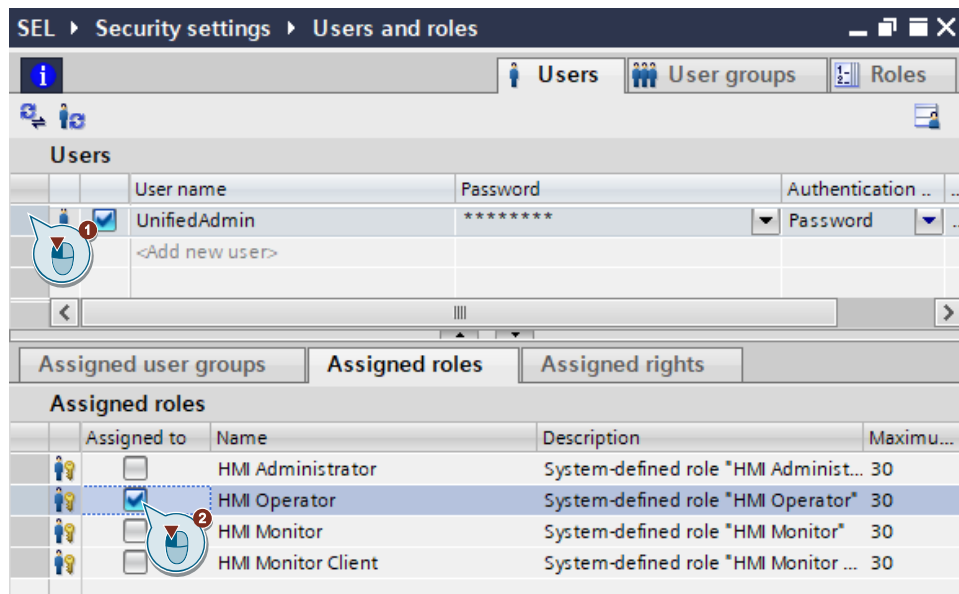 SEL ▸ Security settings ▸ Users and roles
Users User groups Roles
Users
User name Password Authentication .. ..
UnifiedAdmin ******** Password ..
1
<Add new user>
Assigned user groups Assigned roles Assigned rights
Assigned roles
Assigned to Name Description Maximu...
HMI Administrator System-defined role "HMI Administ... 30
HMI Operator System-defined role "HMI Operator" 30
2
HMI Monitor System-defined role "HMI Monitor" 30
HMI Monitor Client System-defined role "HMI Monitor ... 30